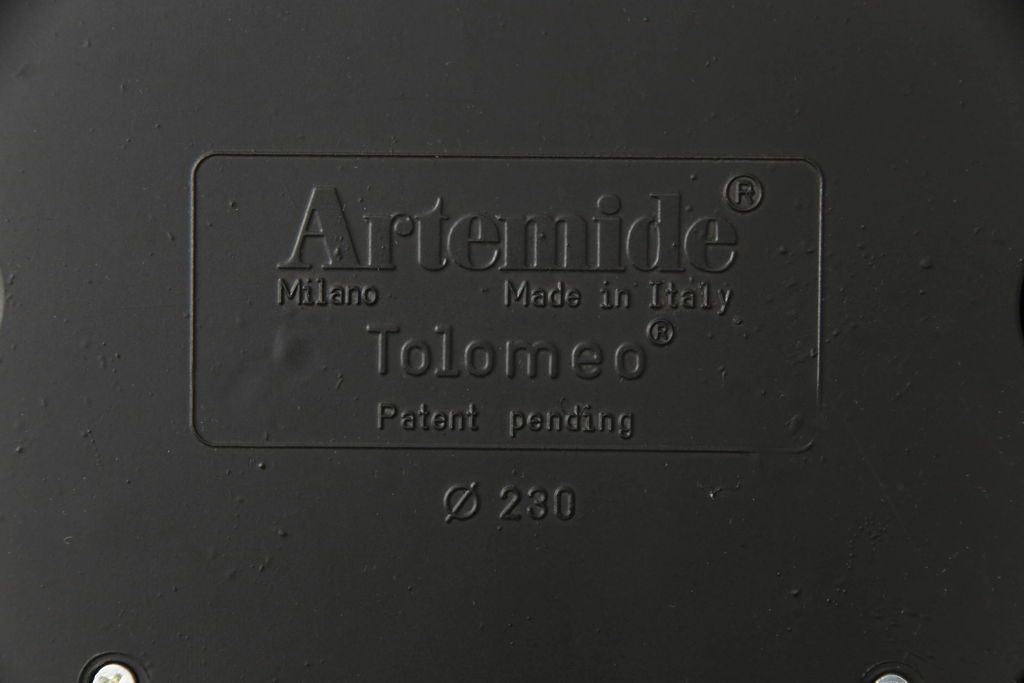 Artemide®
Milano Made in Italy
Tolomeo®
Patent pending
Ø 230